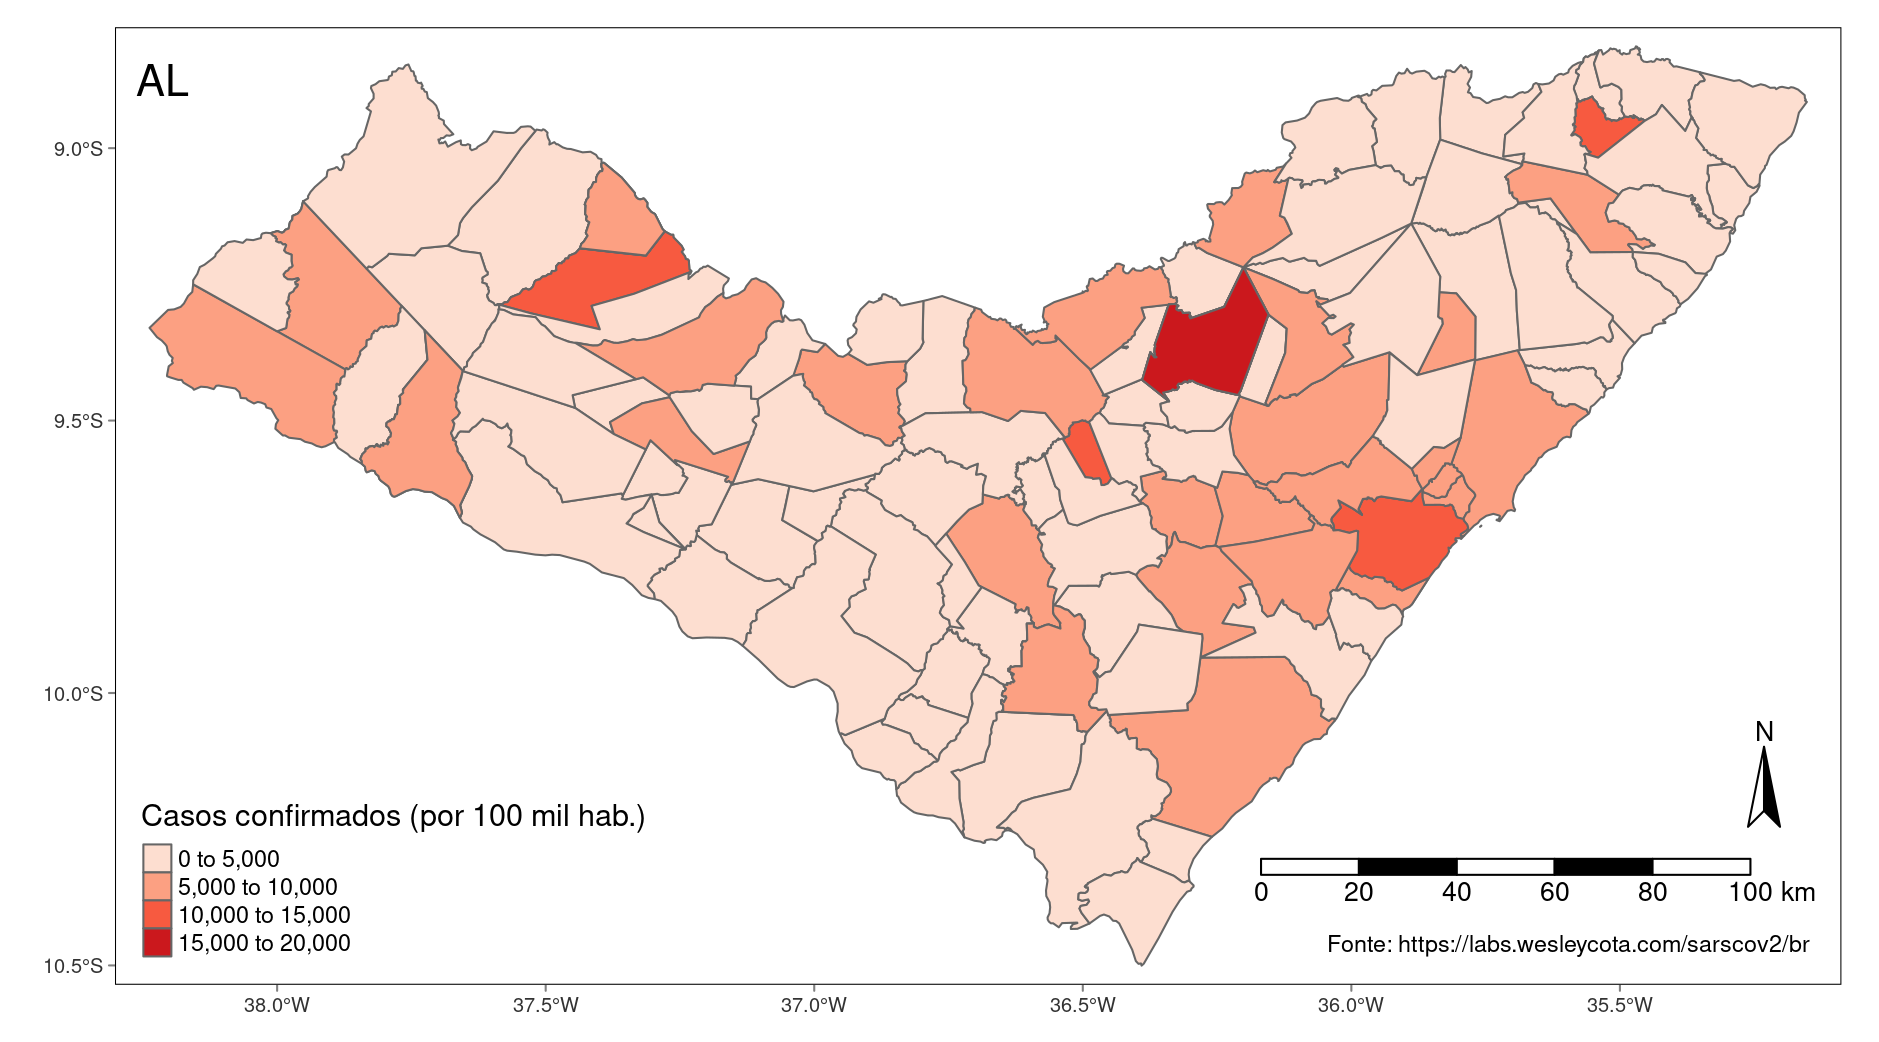 AL
9.0°S
9.5°S
10.0°S
10.5°S
N
Casos confirmados (por 100 mil hab.)
0 to 5,000
5,000 to 10,000
10,000 to 15,000
15,000 to 20,000
0 20 40 60 80 100 km
Fonte: https://labs.wesleycota.com/sarscov2/br
38.0°W 37.5°W 37.0°W 36.5°W 36.0°W 35.5°W